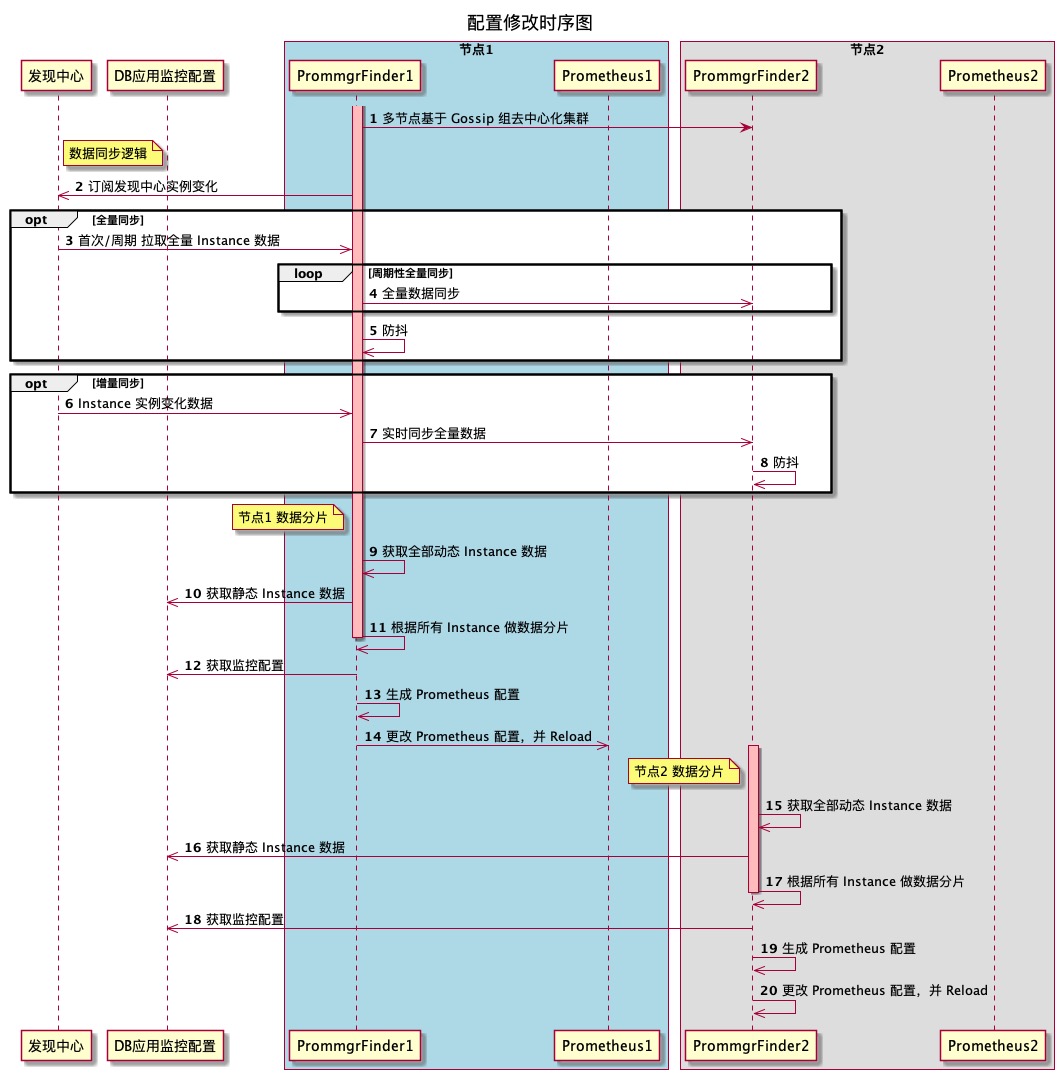 配置修改时序图
节点1
节点2
发现中心
DB应用监控配置
PrommgrFinder1
Prometheus1
PrommgrFinder2
Prometheus2
1 多节点基于 Gossip 组去中心化集群
数据同步逻辑
2 订阅发现中心实例变化
opt [全量同步]
3 首次/周期 拉取全量 Instance 数据
loop [周期性全量同步]
4 全量数据同步
5 防抖
opt [增量同步]
6 Instance 实例变化数据
7 实时同步全量数据
8 防抖
节点1 数据分片
9 获取全部动态 Instance 数据
10 获取静态 Instance 数据
11 根据所有 Instance 做数据分片
12 获取监控配置
13 生成 Prometheus 配置
14 更改 Prometheus 配置，并 Reload
节点2 数据分片
15 获取全部动态 Instance 数据
16 获取静态 Instance 数据
17 根据所有 Instance 做数据分片
18 获取监控配置
19 生成 Prometheus 配置
20 更改 Prometheus 配置，并 Reload
发现中心
DB应用监控配置
PrommgrFinder1
Prometheus1
PrommgrFinder2
Prometheus2